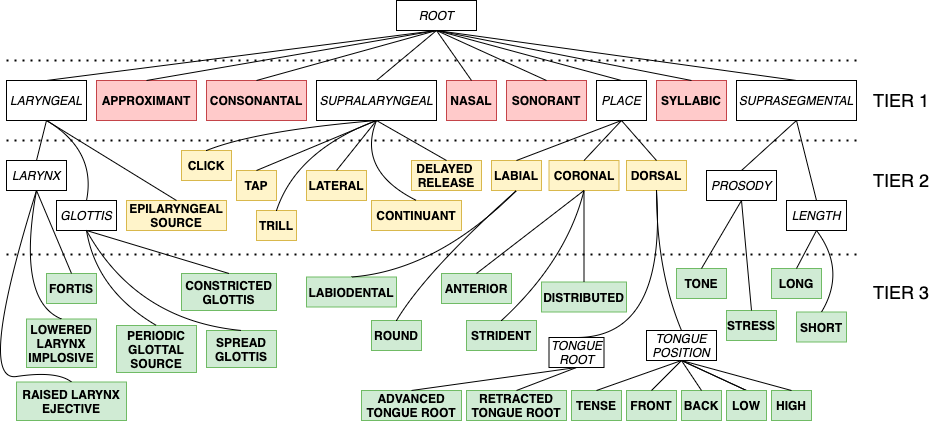 ROOT
LARYNGEAL
APPROXIMANT
CONSONANTAL
SUPRALARYNGEAL
NASAL
SONORANT
PLACE
SYLLABIC
SUPRASEGMENTAL
TIER 1
LARYNX
GLOTTIS
EPILARYNGEAL
SOURCE
CLICK
TAP
TRILL
LATERAL
DELAYED
RELEASE
CONTINUANT
LABIAL
CORONAL
DORSAL
PROSODY
LENGTH
TIER 2
FORTIS
LOWERED
LARYNX
IMPLOSIVE
RAISED LARYNX
EJECTIVE
CONSTRICTED
GLOTTIS
PERIODIC
GLOTTAL
SOURCE
SPREAD
GLOTTIS
LABIODENTAL
ROUND
ANTERIOR
STRIDENT
DISTRIBUTED
TONGUE
ROOT
TONGUE
POSITION
ADVANCED
TONGUE ROOT
RETRACTED
TONGUE ROOT
TENSE
FRONT
BACK
LOW
HIGH
TONE
STRESS
LONG
SHORT
TIER 3